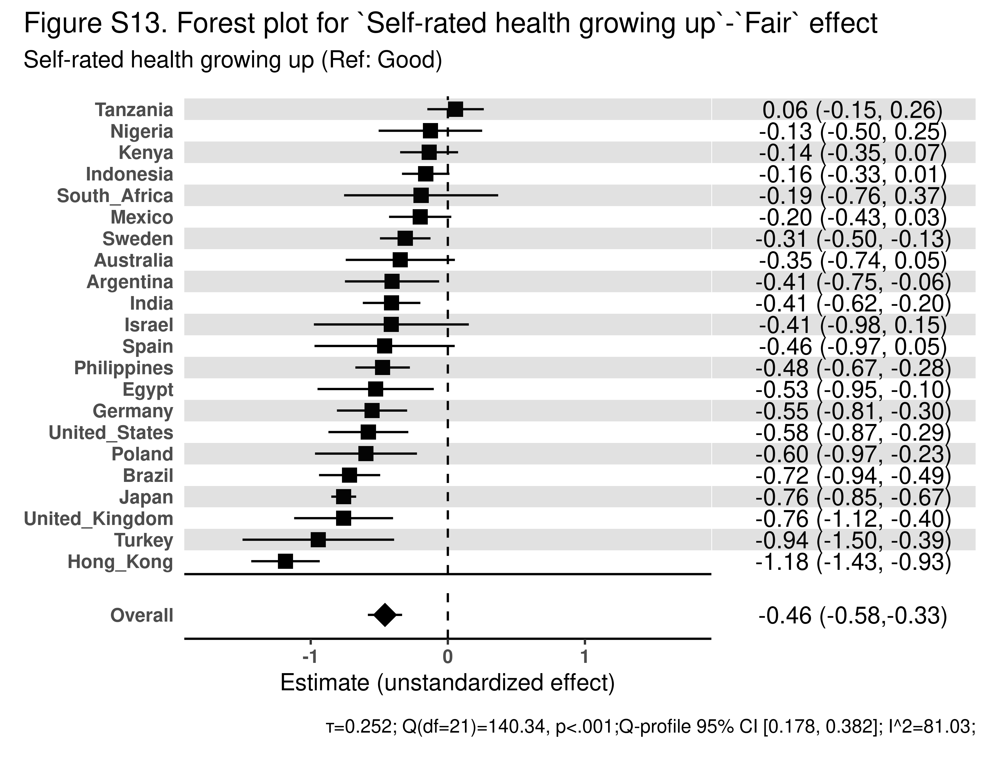 Figure S13. Forest plot for `Self-rated health growing up`-`Fair` effect
Self-rated health growing up (Ref: Good)
Tanzania 0.06 (-0.15, 0.26)
Nigeria -0.13 (-0.50, 0.25)
Kenya -0.14 (-0.35, 0.07)
Indonesia -0.16 (-0.33, 0.01)
South_Africa -0.19 (-0.76, 0.37)
Mexico -0.20 (-0.43, 0.03)
Sweden -0.31 (-0.50, -0.13)
Australia -0.35 (-0.74, 0.05)
Argentina -0.41 (-0.75, -0.06)
India -0.41 (-0.62, -0.20)
Israel -0.41 (-0.98, 0.15)
Spain -0.46 (-0.97, 0.05)
Philippines -0.48 (-0.67, -0.28)
Egypt -0.53 (-0.95, -0.10)
Germany -0.55 (-0.81, -0.30)
United_States -0.58 (-0.87, -0.29)
Poland -0.60 (-0.97, -0.23)
Brazil -0.72 (-0.94, -0.49)
Japan -0.76 (-0.85, -0.67)
United_Kingdom -0.76 (-1.12, -0.40)
Turkey -0.94 (-1.50, -0.39)
Hong_Kong -1.18 (-1.43, -0.93)
Overall -0.46 (-0.58,-0.33)
-1 0 1
Estimate (unstandardized effect)
τ=0.252; Q(df=21)=140.34, p<.001;Q-profile 95% CI [0.178, 0.382]; I^2=81.03;